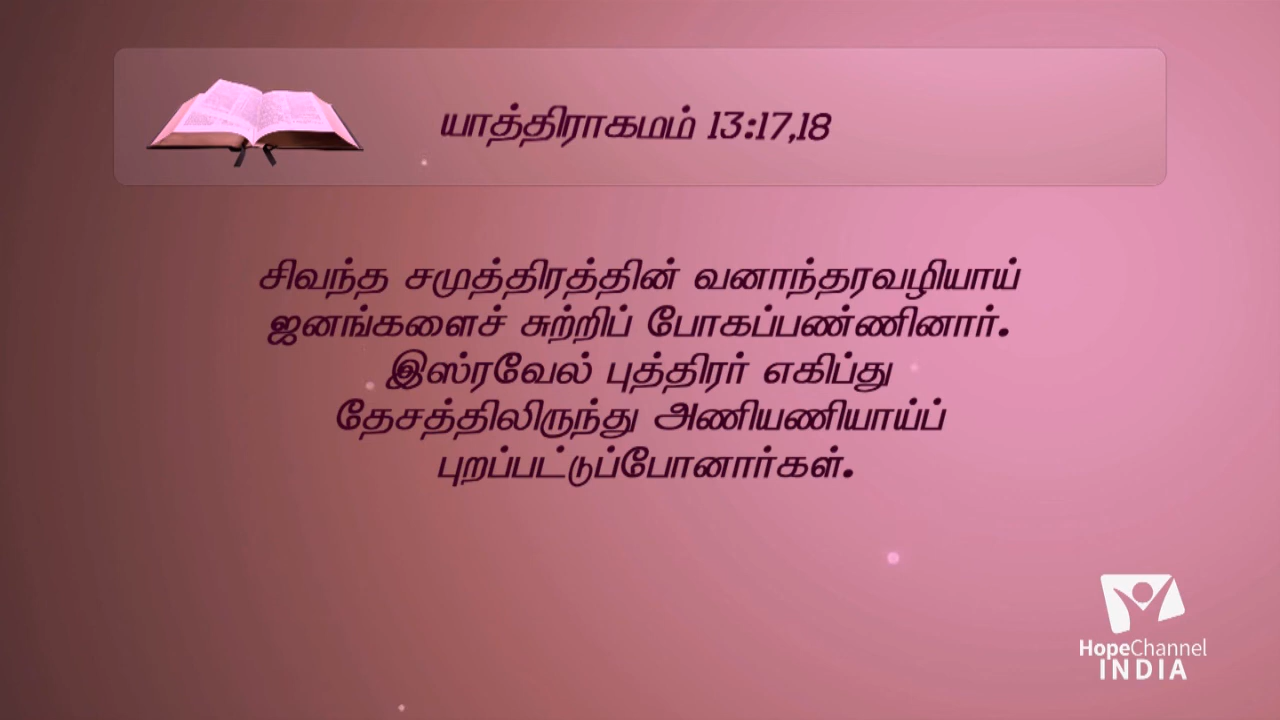 யாத்திராகமம் 13:17,18
சிவந்த சமுத்திரத்தின் வனாந்தரவழியாய்
ஜனங்களைச் சுற்றிப் போகப்பண்ணினார்.
இஸ்ரவேல் புத்திரர் எகிப்து
தேசத்திலிருந்து அணியணியாய்ப்
புறப்பட்டுப்போனார்கள்.
HopeChannel
INDIA